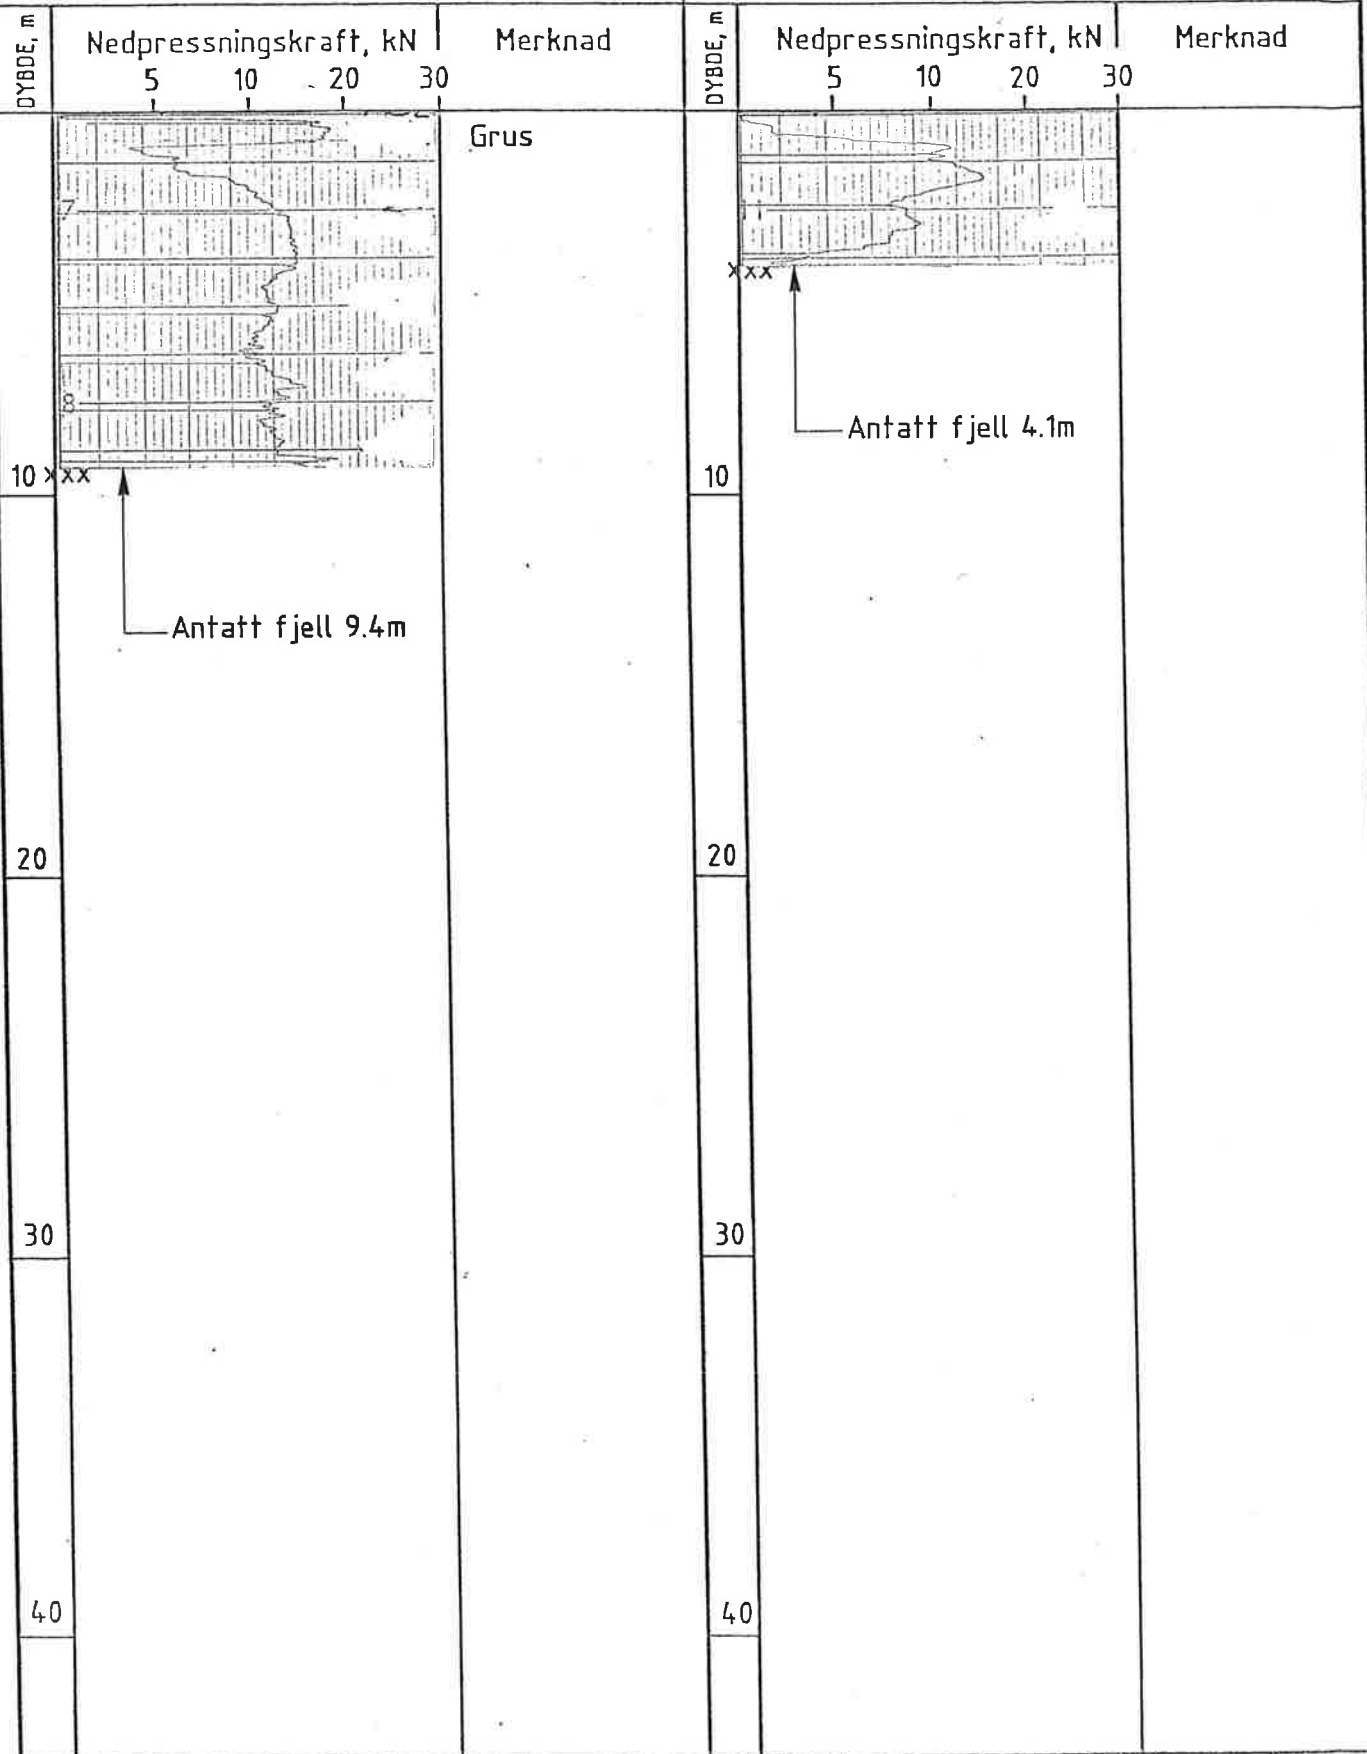 DYBDE, m
Nedpressningskraft, kN
Merknad
5 10 20 30
Grus
7
8
10 xxx
Antatt fjell 9.4m
20
30
40
DYBDE, m
Nedpressningskraft, kN
Merknad
5 10 20 30
xxx
Antatt fjell 4.1m
10
20
30
40